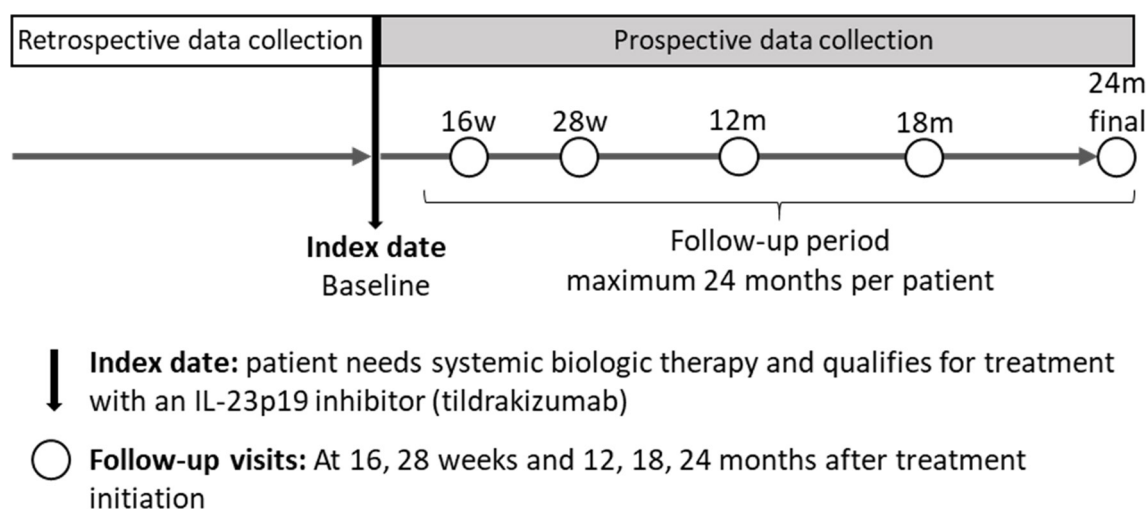 Retrospective data collection
Prospective data collection
16w
28w
12m
18m
24m
final
Index date
Baseline
Follow-up period
maximum 24 months per patient
Index date: patient needs systemic biologic therapy and qualifies for treatment
with an IL-23p19 inhibitor (tildrakizumab)
Follow-up visits: At 16, 28 weeks and 12, 18, 24 months after treatment
initiation